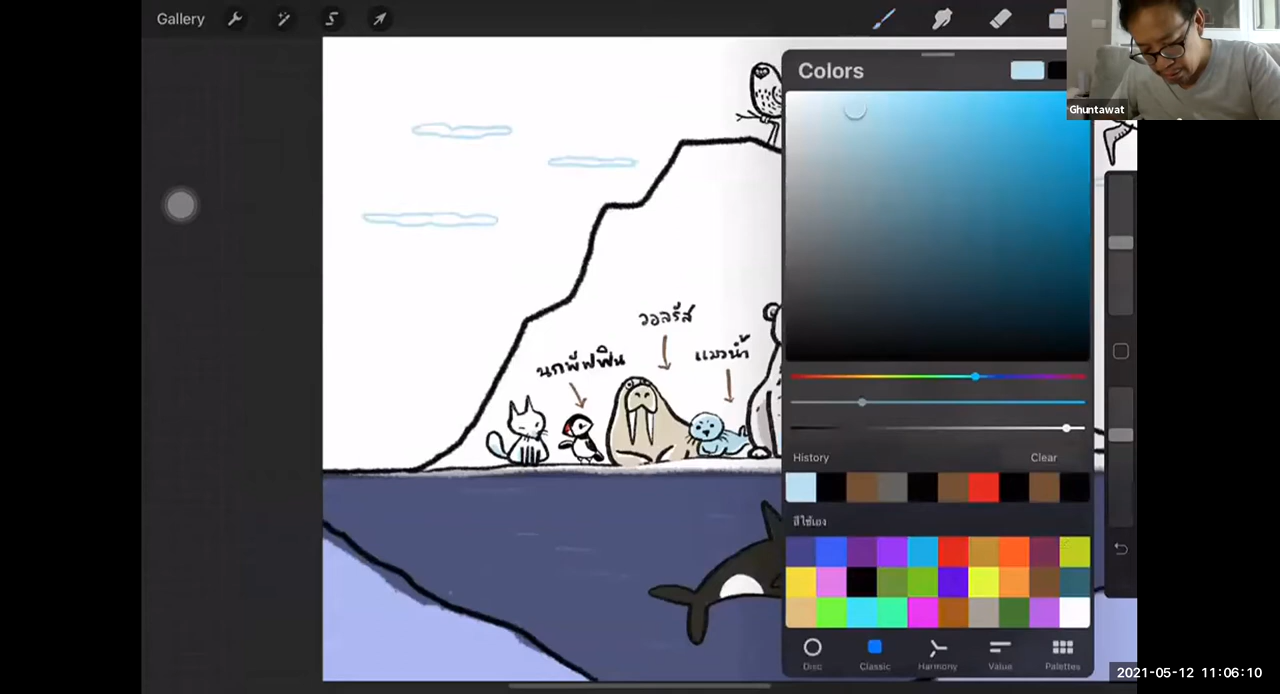 Gallery
Colors
Ghuntawat
วอลรัส
นกพัฟฟิน
แมวน้ำ
History
Clear
สีใช้เอง
Disc
Classic
Harmony
Value
Palettes
2021-05-12 11:06:10